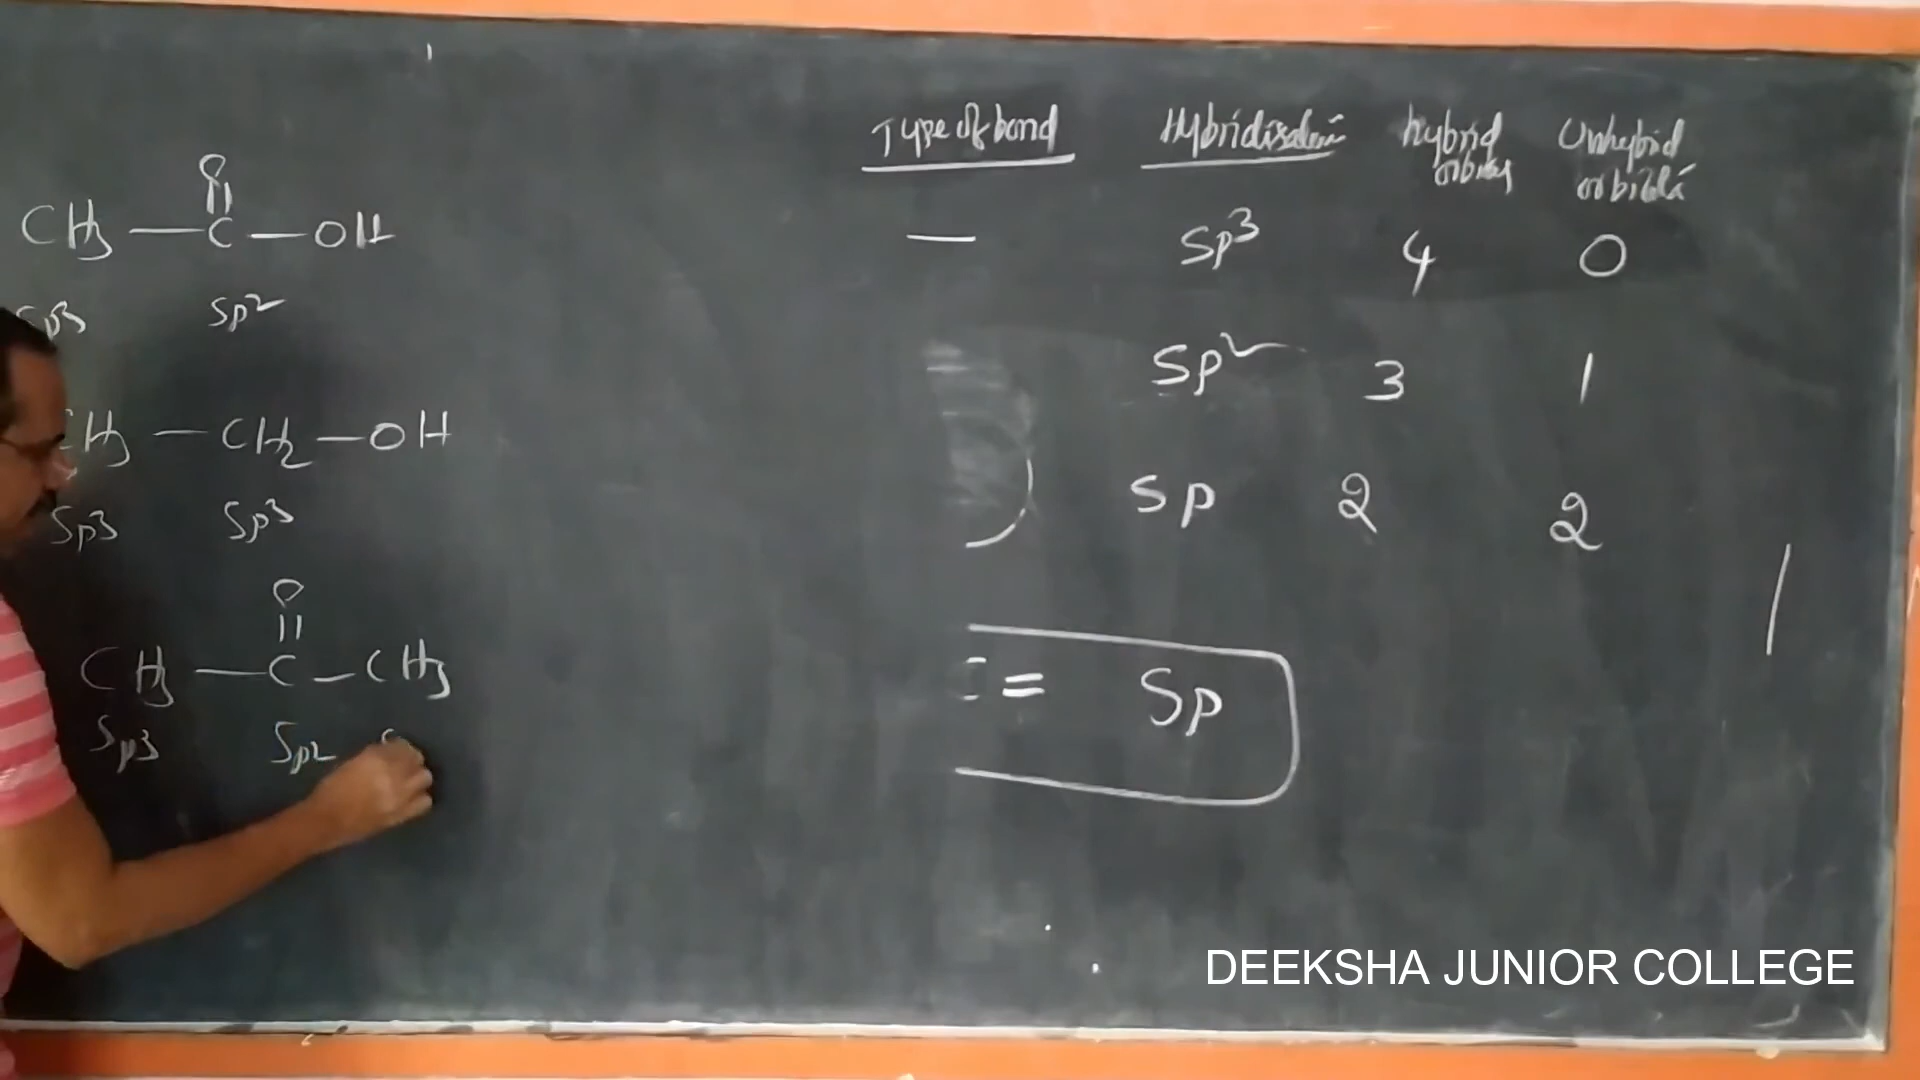 O
||
CH3 — C — OH
sp3 sp2
CH3 — CH2 — OH
Sp3 Sp3
O
||
CH3 — C — CH3
Sp3 Sp2 S
Type of bond Hybridisation hybrid orbitals Unhybrid orbitals
— Sp3 4 0
Sp2 3 1
Sp 2 2
= Sp
DEEKSHA JUNIOR COLLEGE